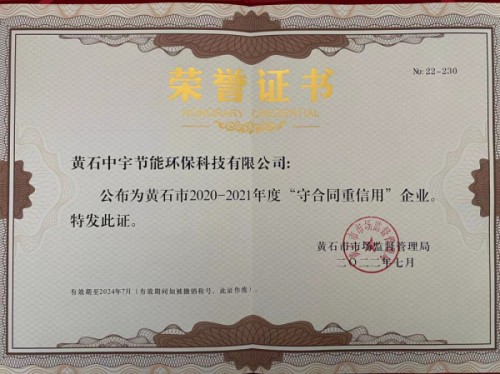 №: 22-230
荣誉证书
HONORARY CREDENTIAL
黄石中宇节能环保科技有限公司:
公布为黄石市2020-2021年度“守合同重信用”企业。
特发此证。
黄石市市场监督管理局
二〇二二年七月
有效期至2024年7月（有效期间如被撤销称号，此证作废）